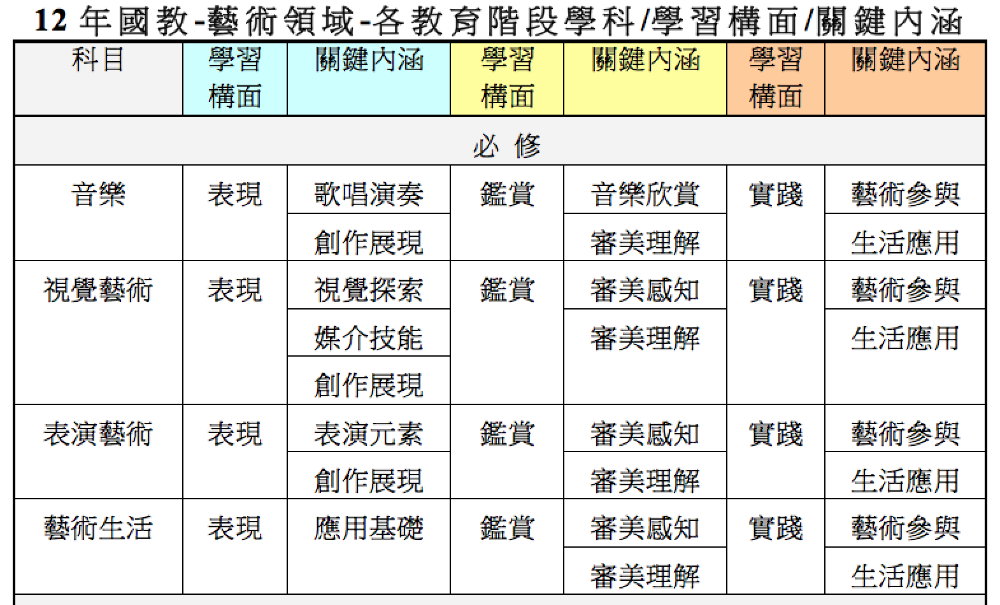 12年國教-藝術領域-各教育階段學科/學習構面/關鍵內涵
科目 學習 關鍵內涵 學習 關鍵內涵 學習 關鍵內涵
構面 構面 構面
必修
音樂 表現 歌唱演奏 鑑賞 音樂欣賞 實踐 藝術參與
創作展現 審美理解 生活應用
視覺藝術 表現 視覺探索 鑑賞 審美感知 實踐 藝術參與
媒介技能 審美理解 生活應用
創作展現
表演藝術 表現 表演元素 鑑賞 審美感知 實踐 藝術參與
創作展現 審美理解 生活應用
藝術生活 表現 應用基礎 鑑賞 審美感知 實踐 藝術參與
審美理解 生活應用